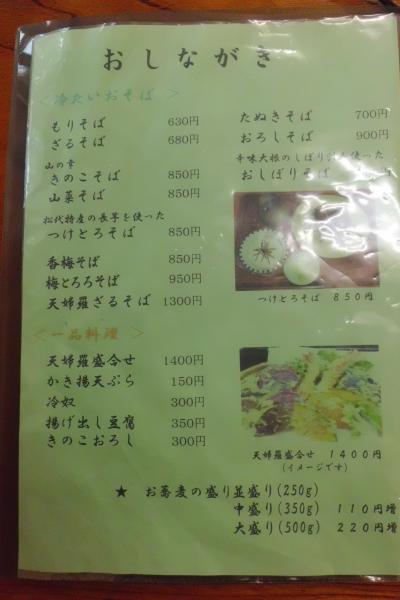 おしながき
<冷たいおそば>
もりそば 630円
ざるそば 680円
山の幸
きのこそば 850円
山菜そば 850円
松代特産の長芋を使った
つけとろそば 850円
香梅そば 850円
梅とろろそば 950円
天婦羅ざるそば 1300円
たぬきそば 700円
おろしそば 900円
辛味大根のしぼり汁を使った
おしぼりそば
つけとろそば 850円
<一品料理>
天婦羅盛合せ 1400円
かき揚天ぷら 150円
冷奴 300円
揚げ出し豆腐 350円
きのこおろし 300円
天婦羅盛合せ 1400円
(イメージです)
★ お蕎麦の盛り並盛り(250g)
中盛り(350g) 110円増
大盛り(500g) 220円増